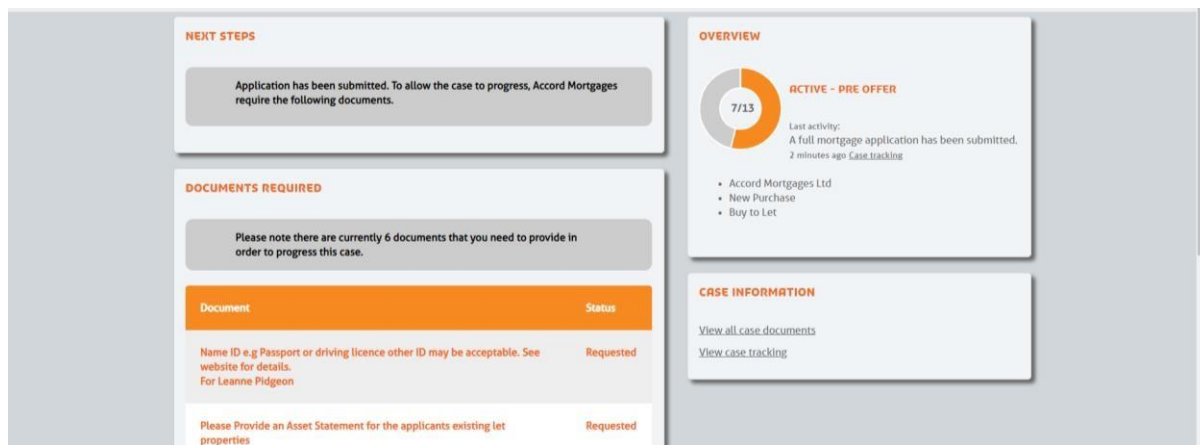 NEXT STEPS
Application has been submitted. To allow the case to progress, Accord Mortgages
require the following documents.
DOCUMENTS REQUIRED
Please note there are currently 6 documents that you need to provide in
order to progress this case.
Document Status
Name ID e.g Passport or driving licence other ID may be acceptable. See Requested
website for details.
For Leanne Pidgeon
Please Provide an Asset Statement for the applicants existing let Requested
properties
OVERVIEW
7/13
ACTIVE - PRE OFFER
Last activity:
A full mortgage application has been submitted.
2 minutes ago Case tracking
• Accord Mortgages Ltd
• New Purchase
• Buy to Let
CASE INFORMATION
View all case documents
View case tracking